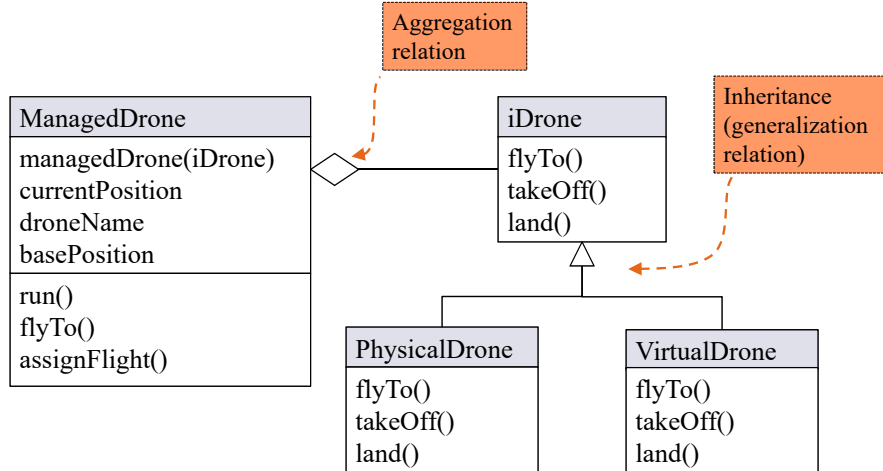 Aggregation
relation
ManagedDrone
managedDrone(iDrone)
currentPosition
droneName
basePosition
run()
flyTo()
assignFlight()
iDrone
flyTo()
takeOff()
land()
Inheritance
(generalization
relation)
PhysicalDrone
flyTo()
takeOff()
land()
VirtualDrone
flyTo()
takeOff()
land()